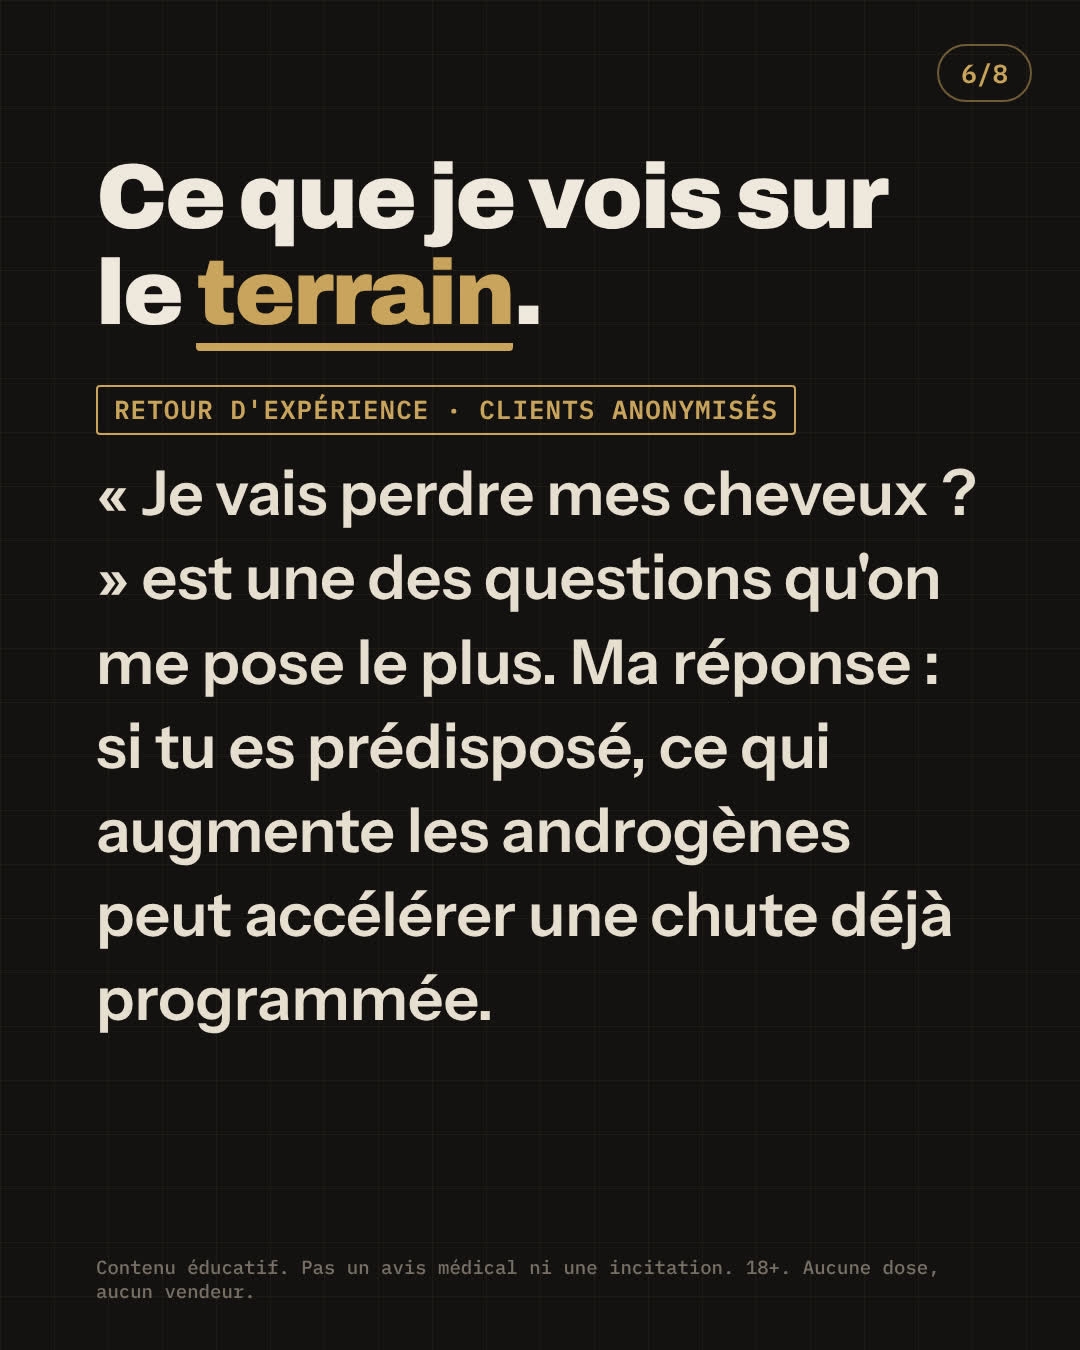 6/8
Ce que je vois sur
le terrain.
RETOUR D'EXPÉRIENCE · CLIENTS ANONYMISÉS
« Je vais perdre mes cheveux ?
» est une des questions qu'on
me pose le plus. Ma réponse :
si tu es prédisposé, ce qui
augmente les androgènes
peut accélérer une chute déjà
programmée.
Contenu éducatif. Pas un avis médical ni une incitation. 18+. Aucune dose,
aucun vendeur.